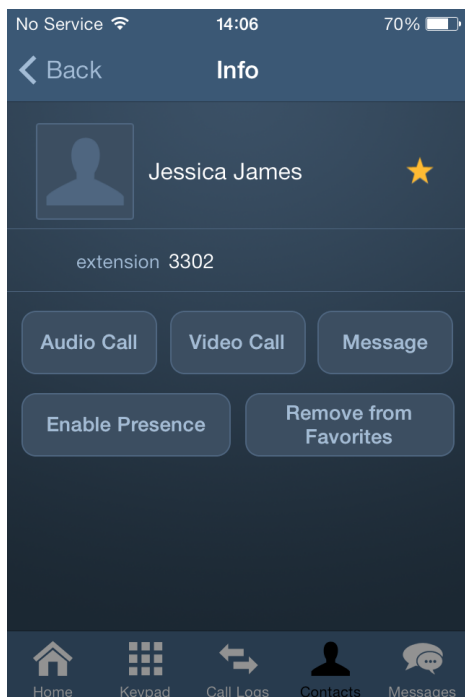 No Service 14:06 70%
Back Info
Jessica James
extension 3302
Audio Call Video Call Message
Enable Presence Remove from
Favorites
Home Keypad Call Logs Contacts Messages